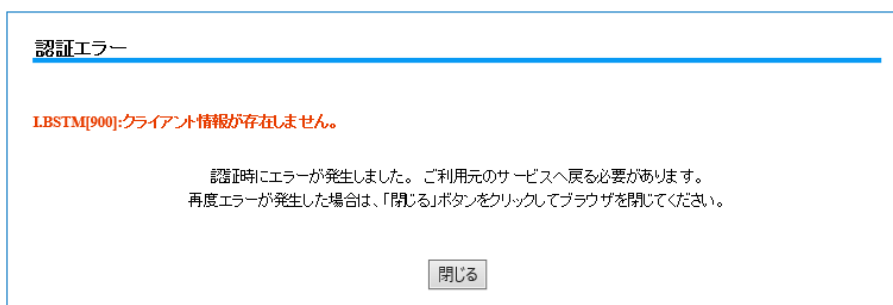 認証エラー
I.BSTM[900]:クライアント情報が存在しません。
認証時にエラーが発生しました。ご利用元のサービスへ戻る必要があります。
再度エラーが発生した場合は、「閉じる」ボタンをクリックしてブラウザを閉じてください。
閉じる